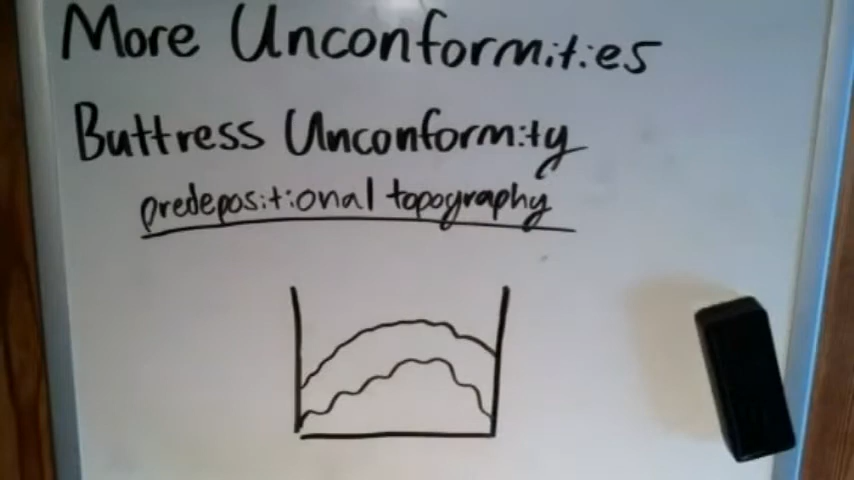 More Unconformities
Buttress Unconformity
predepositional topography